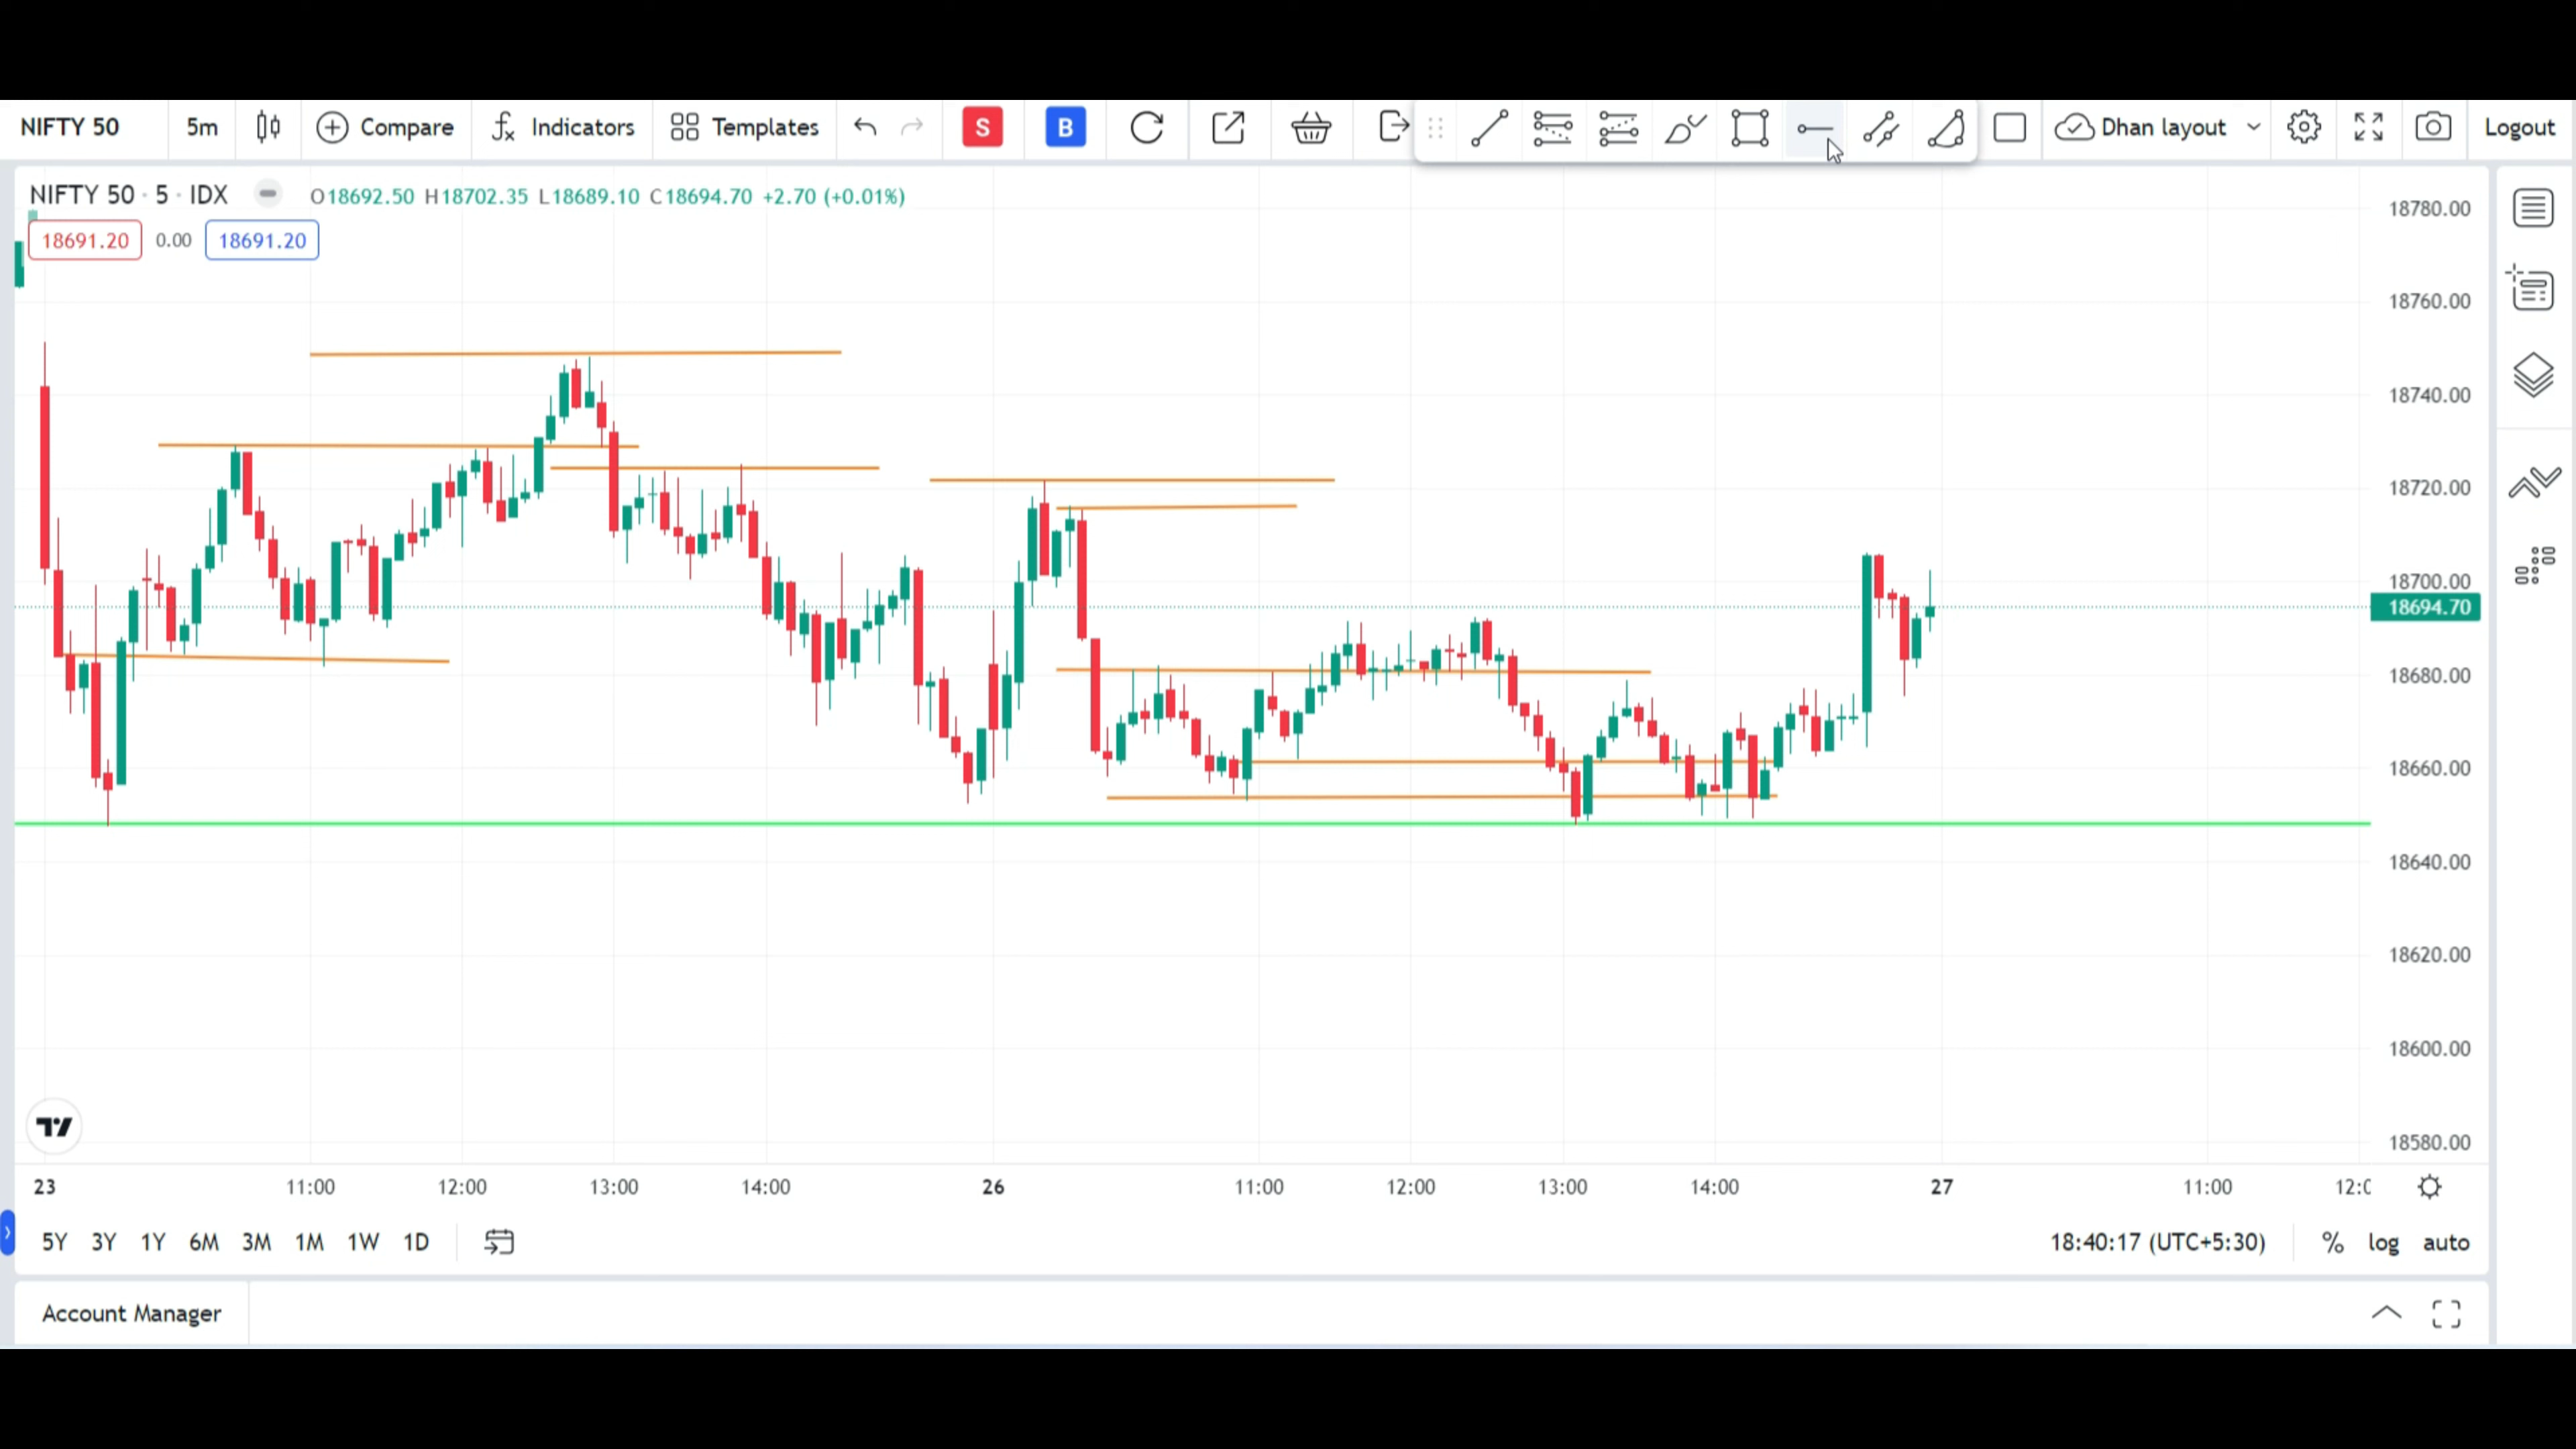 NIFTY 50 5m Compare Indicators Templates S B Dhan layout Logout
NIFTY 50 · 5 · IDX O18692.50 H18702.35 L18689.10 C18694.70 +2.70 (+0.01%)
18691.20 0.00 18691.20
18780.00
18760.00
18740.00
18720.00
18700.00
18694.70
18680.00
18660.00
18640.00
18620.00
18600.00
18580.00
23 11:00 12:00 13:00 14:00 26 11:00 12:00 13:00 14:00 27 11:00
5Y 3Y 1Y 6M 3M 1M 1W 1D 18:40:17 (UTC+5:30) % log auto
Account Manager